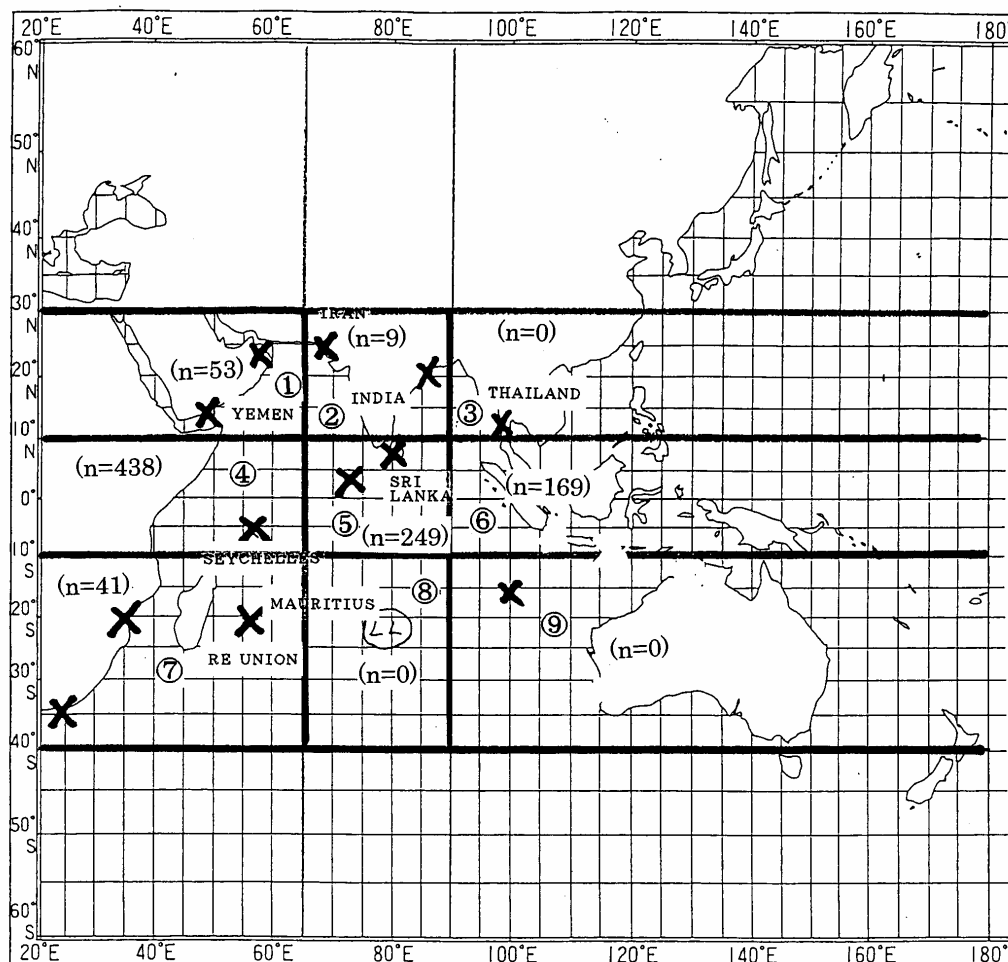 20°E 40°E 60°E 80°E 100°E 120°E 140°E 160°E 180°
60°
N
50°
N
40°
N
30°
N
IRAN
(n=9)
(n=0)
(n=53)
20°
N
①
INDIA
THAILAND
②
③
YEMEN
10°
N
(n=438)
④
SRI
LANKA
(n=169)
0°
⑤
(n=249)
⑥
10°
S
SEYCHELLES
(n=41)
⑧
MAURITIUS
20°
S
LL
⑨
RE UNION
(n=0)
(n=0)
⑦
30°
S
40°
S
50°
S
60°
S
20°E 40°E 60°E 80°E 100°E 120°E 140°E 160°E 180°